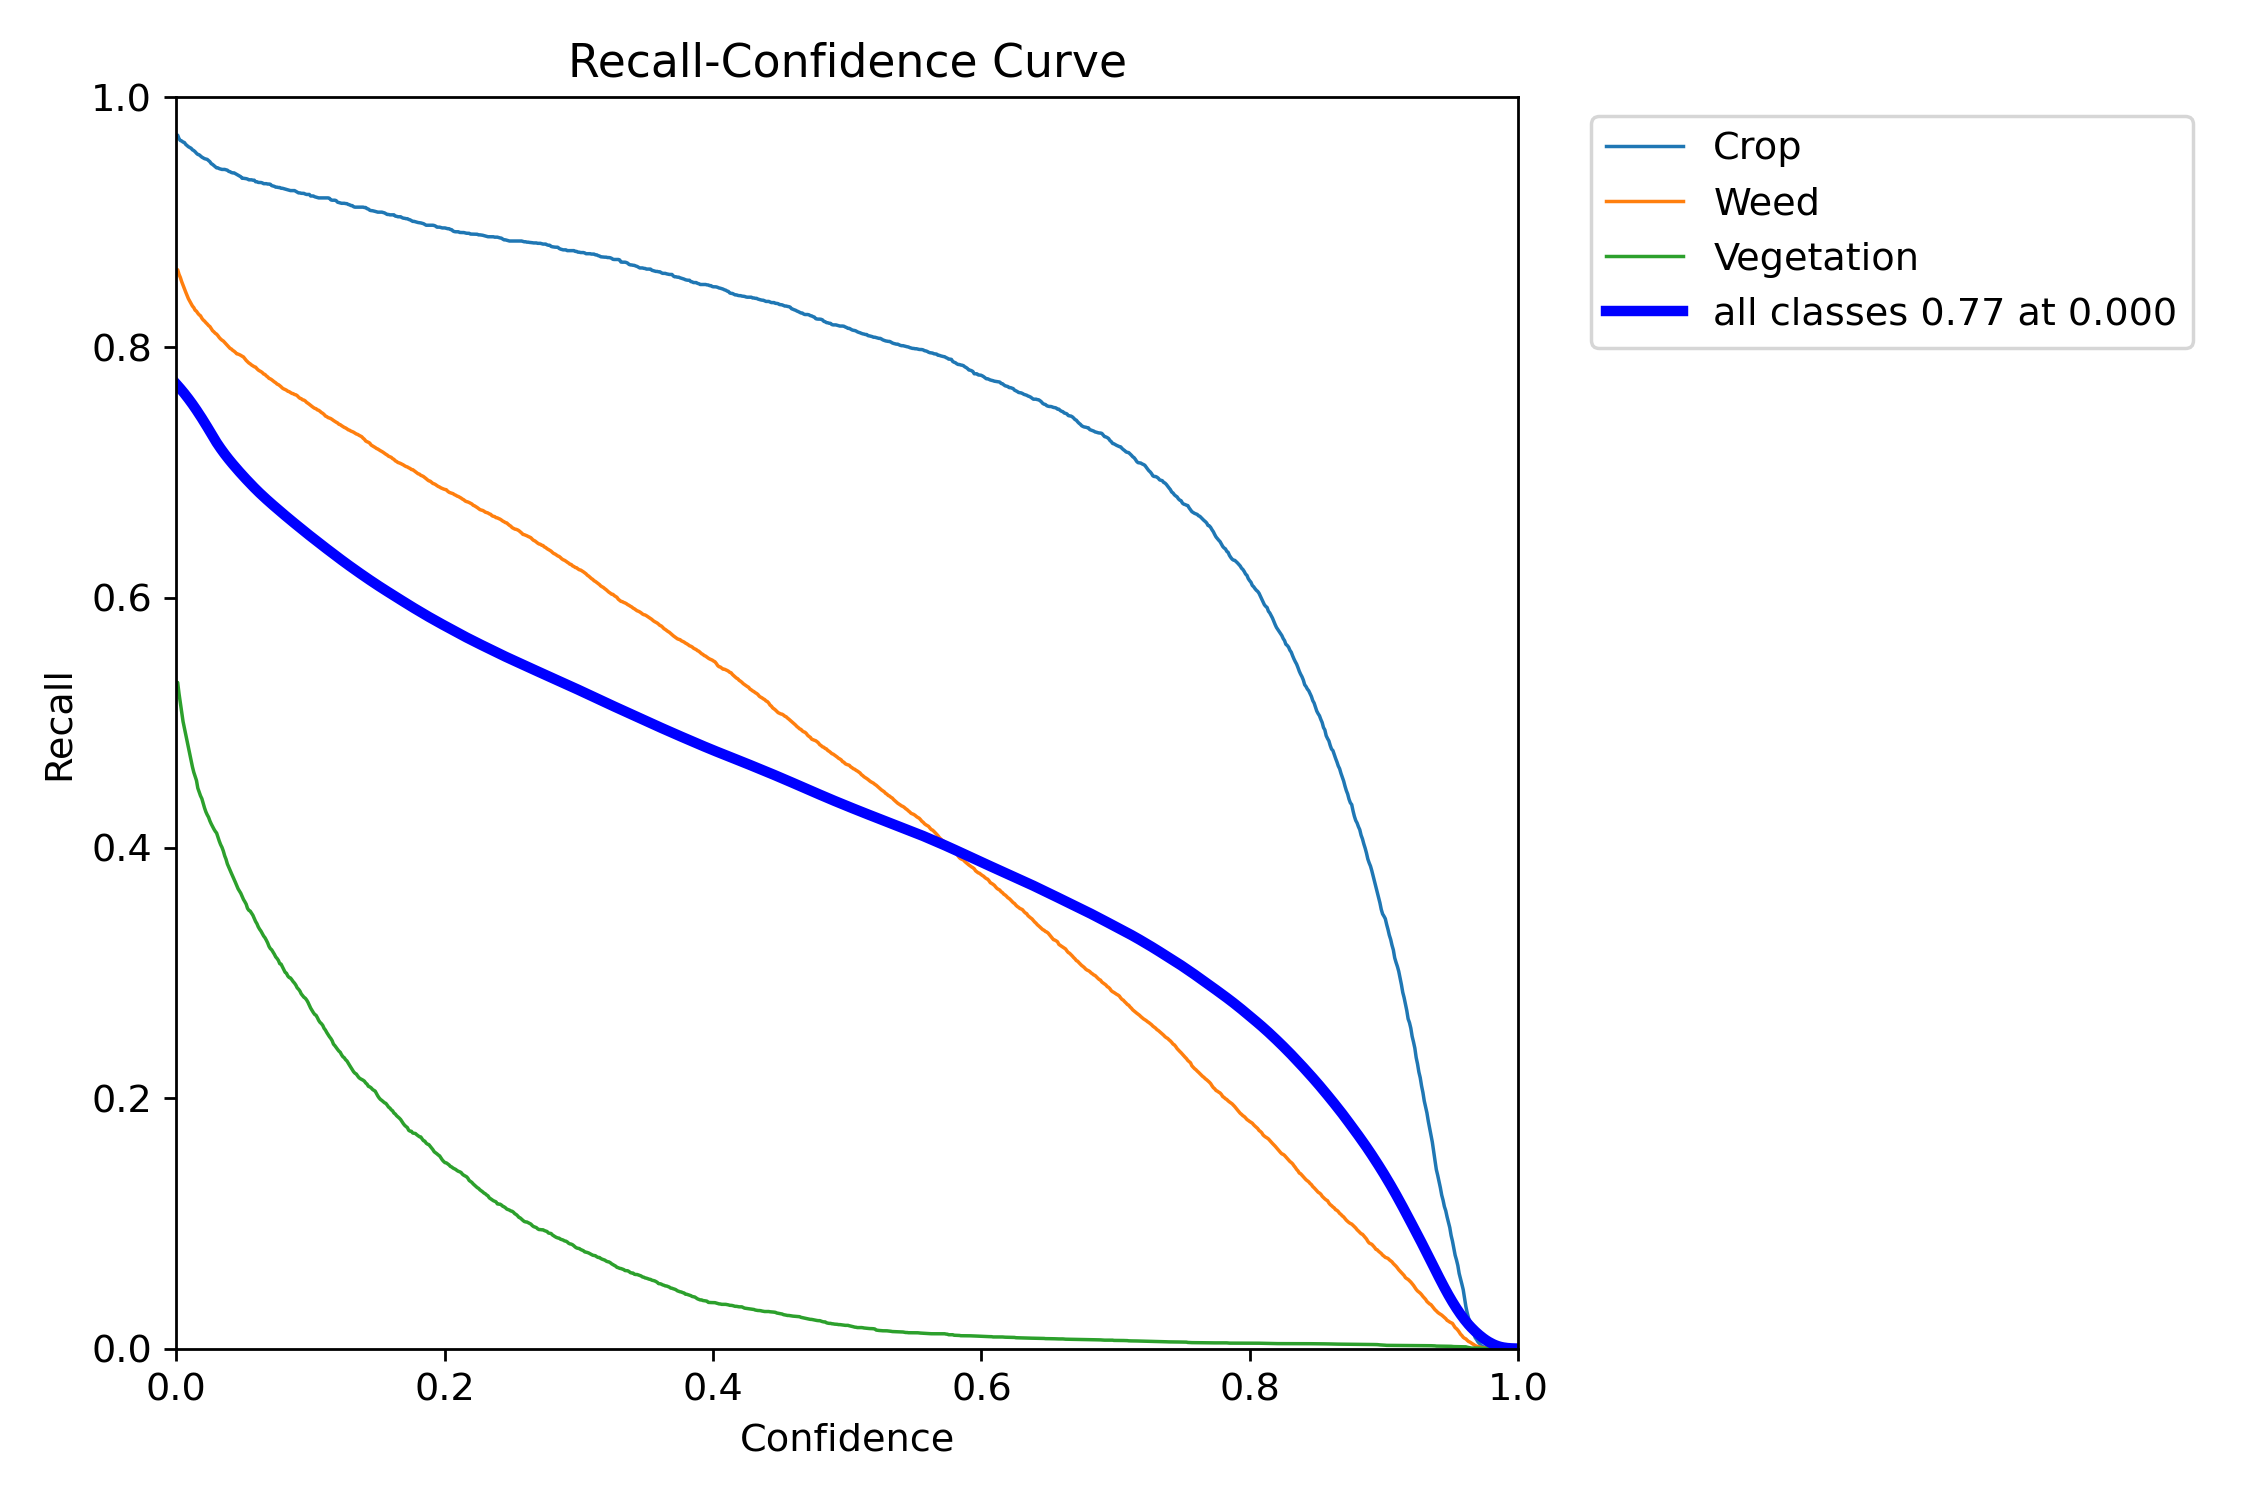 Recall-Confidence Curve
1.0
0.8
0.6
0.4
0.2
0.0
Recall
0.0 0.2 0.4 0.6 0.8 1.0
Confidence
Crop
Weed
Vegetation
all classes 0.77 at 0.000